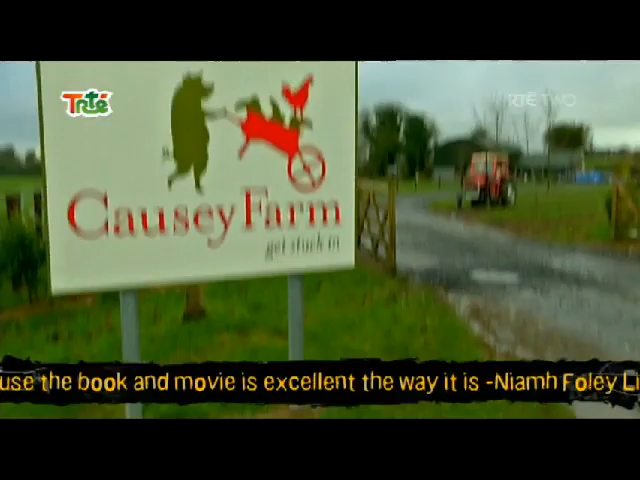 TRTÉ
RTÉ TWO
Causey Farm
get stuck in
use the book and movie is excellent the way it is -Niamh Foley Li